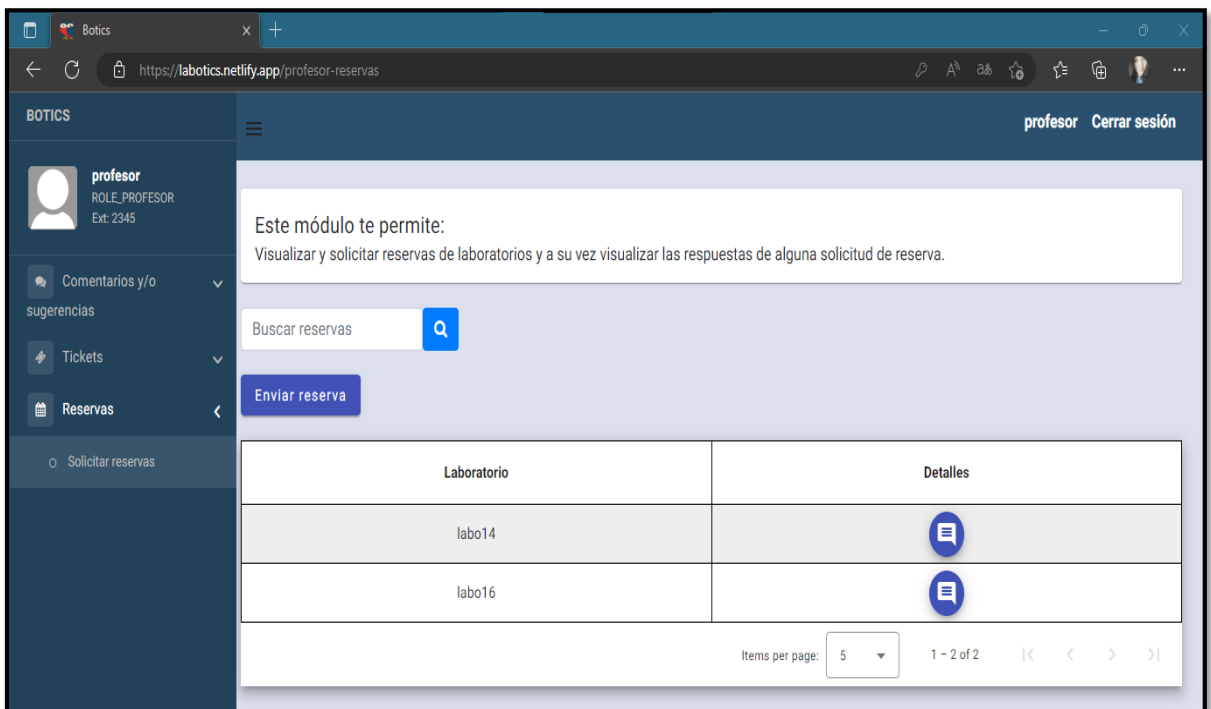 Botics
https://labotics.netlify.app/profesor-reservas
BOTICS
profesor Cerrar sesión
profesor
ROLE_PROFESOR
Ext: 2345
Comentarios y/o
sugerencias
Tickets
Reservas
Solicitar reservas
Este módulo te permite:
Visualizar y solicitar reservas de laboratorios y a su vez visualizar las respuestas de alguna solicitud de reserva.
Buscar reservas
Enviar reserva
Laboratorio Detalles
labo14
labo16
Items per page: 5 1 – 2 of 2